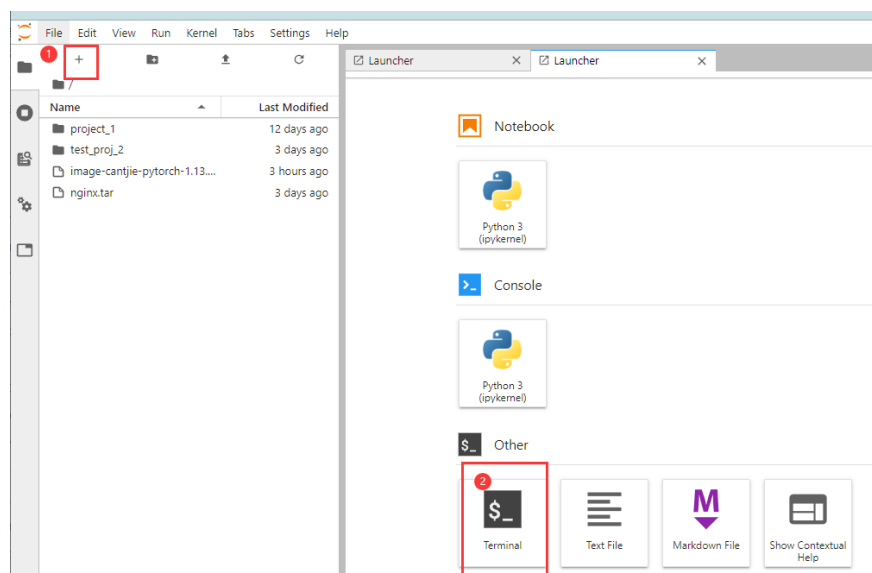 File Edit View Run Kernel Tabs Settings Help
1
+
Launcher
Launcher
/
Name Last Modified
project_1 12 days ago
test_proj_2 3 days ago
image-cantjie-pytorch-1.13.... 3 hours ago
nginx.tar 3 days ago
Notebook
Python 3
(ipykernel)
Console
Python 3
(ipykernel)
$_ Other
2
$_
M
Terminal
Text File
Markdown File
Show Contextual
Help